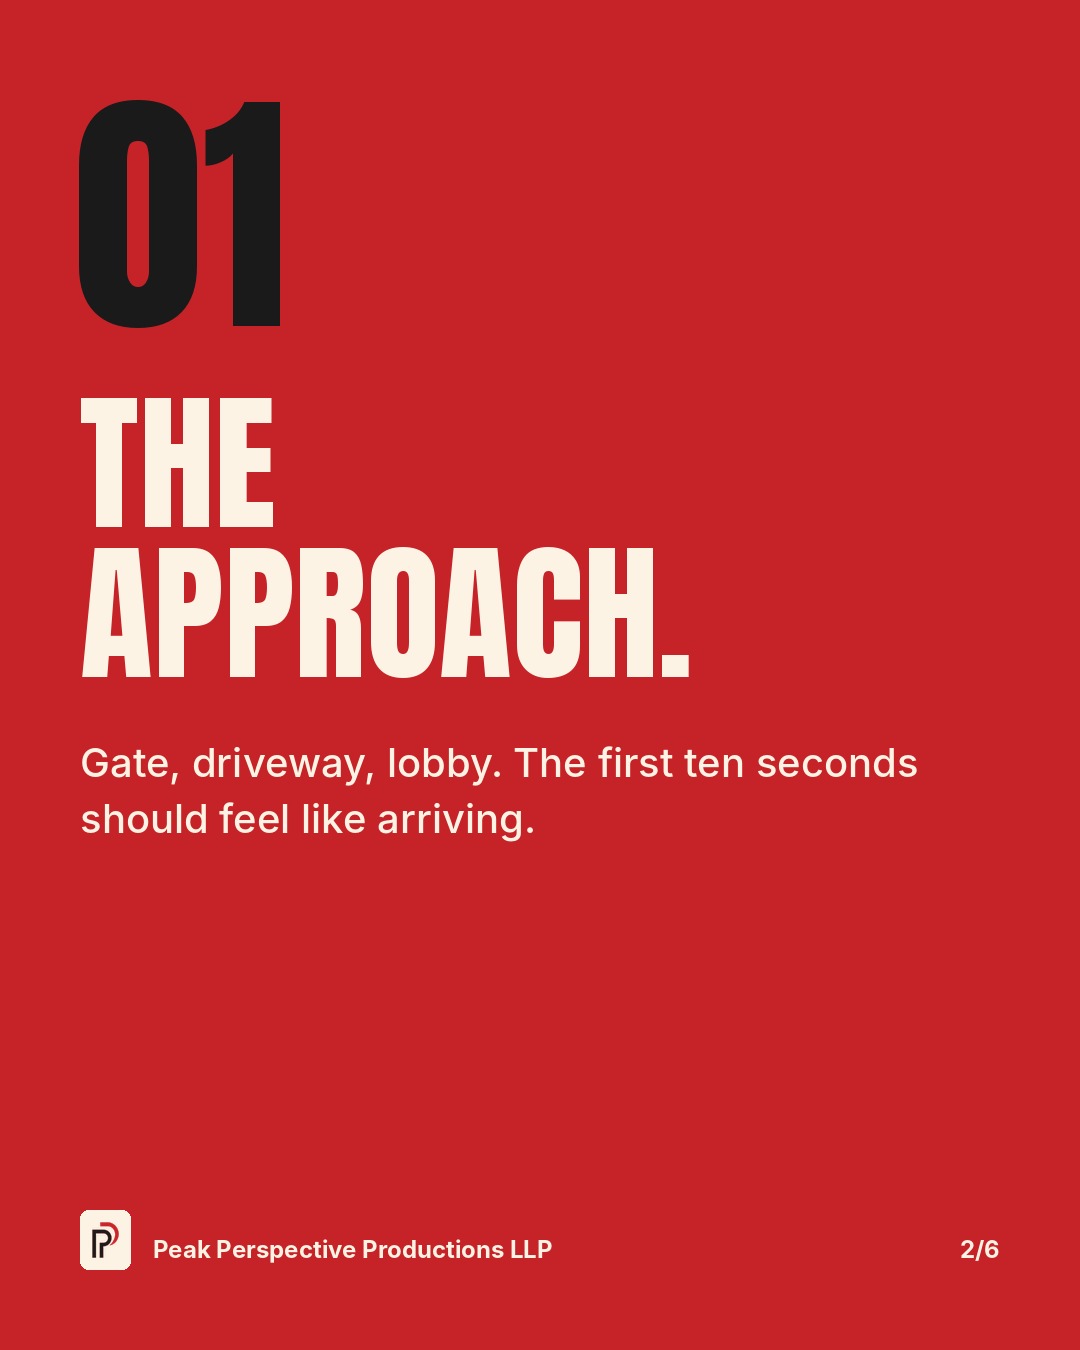 01
THE
APPROACH.
Gate, driveway, lobby. The first ten seconds
should feel like arriving.
Peak Perspective Productions LLP
2/6